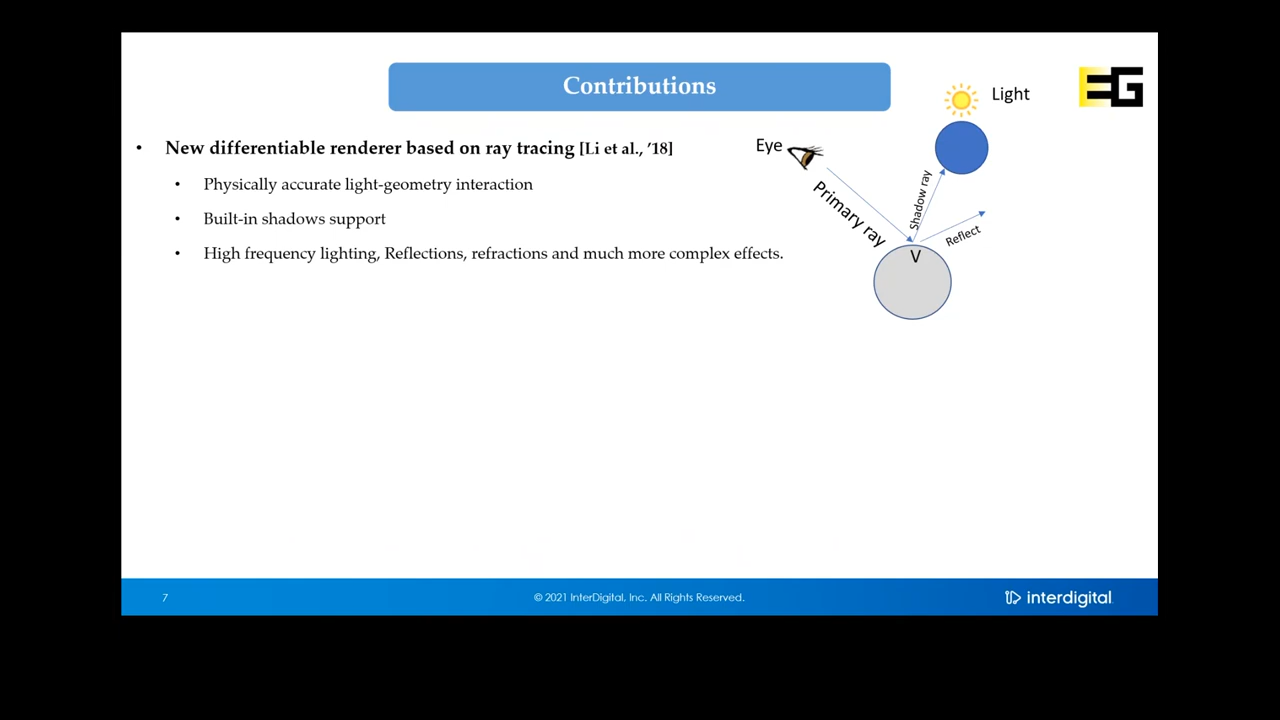 Contributions
EG
Light
Eye
• New differentiable renderer based on ray tracing [Li et al., ’18]
• Physically accurate light-geometry interaction
• Built-in shadows support
• High frequency lighting, Reflections, refractions and much more complex effects.
Primary ray
Shadow ray
Reflect
V
7
© 2021 InterDigital, Inc. All Rights Reserved.
interdigital